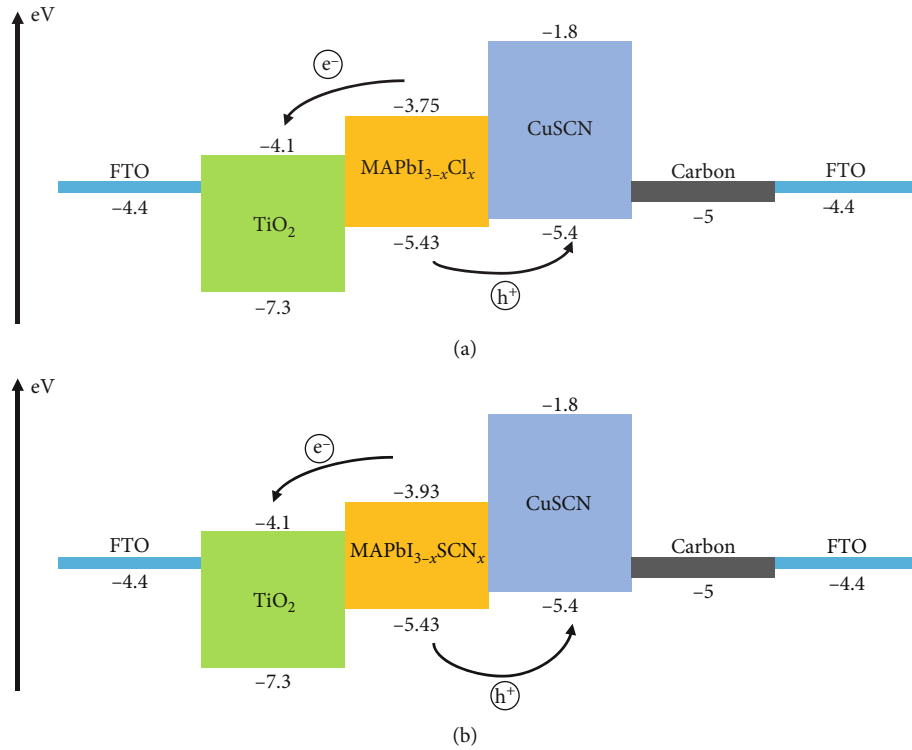 eV
–1.8
e⁻
–3.75
CuSCN
–4.1
MAPbI₃₋ₓClₓ
FTO
Carbon
FTO
–4.4
–5
–4.4
TiO₂
–5.43
–5.4
h⁺
–7.3
(a)
eV
–1.8
e⁻
–3.93
CuSCN
–4.1
MAPbI₃₋ₓSCNₓ
FTO
Carbon
FTO
–4.4
–5
–4.4
TiO₂
–5.43
–5.4
–7.3
h⁺
(b)